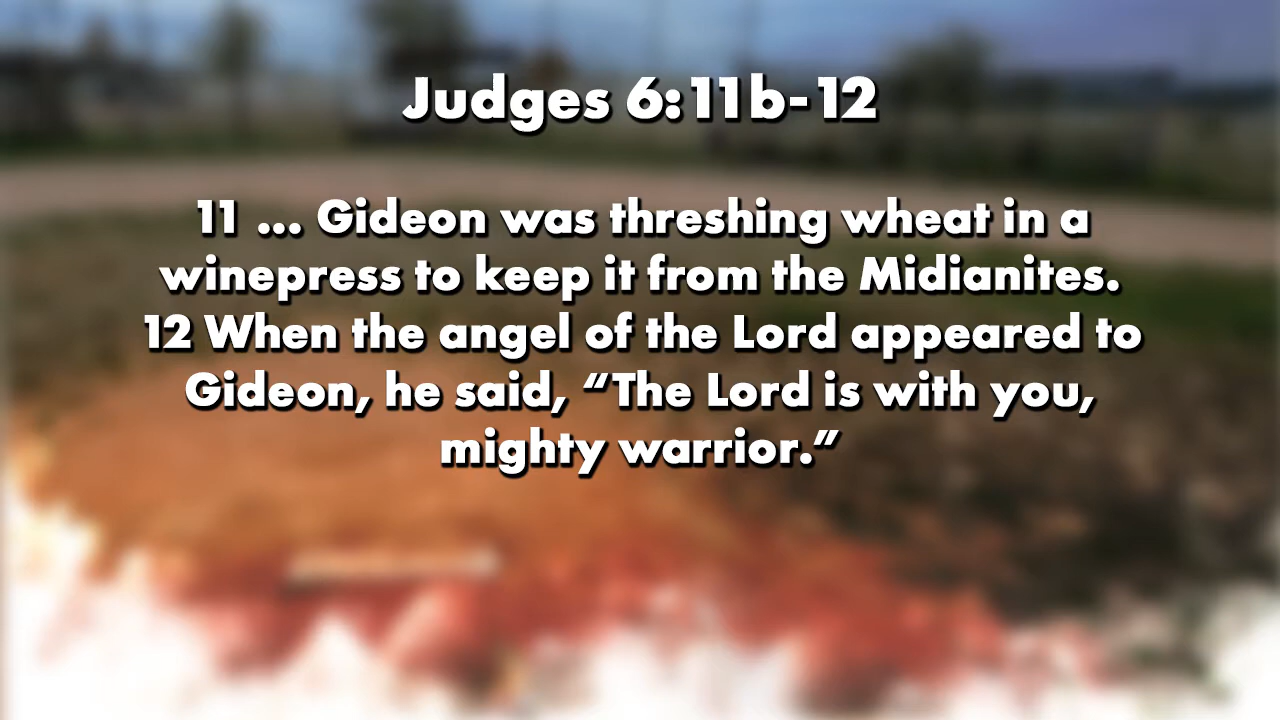 Judges 6:11b-12
11 ... Gideon was threshing wheat in a
winepress to keep it from the Midianites.
12 When the angel of the Lord appeared to
Gideon, he said, “The Lord is with you,
mighty warrior.”